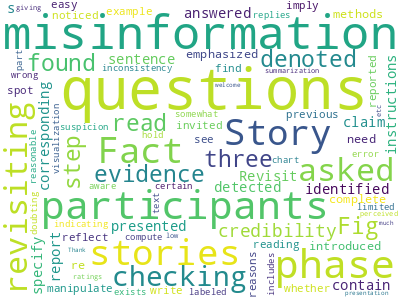 S giving • noticed • easy answered imply
for example replies methods
misinformation
part inconsistency wrong sentence emphasized
found denoted
spot summarization find reported instructions
questions
revisiting corresponding visualization suspicion hold
read somewhat invited Story previous claim need
step Fact three see chart error
evidence Revisit asked
aware certain detected identified
participants
doubting reasonable text Fig limited complete perceived
specify indicating presented credibility introduced
report reflect compute low stories reading whether phase
re Thank welcome reasons includes much
manipulate exists write labeled checking contain
ratings presentation etc